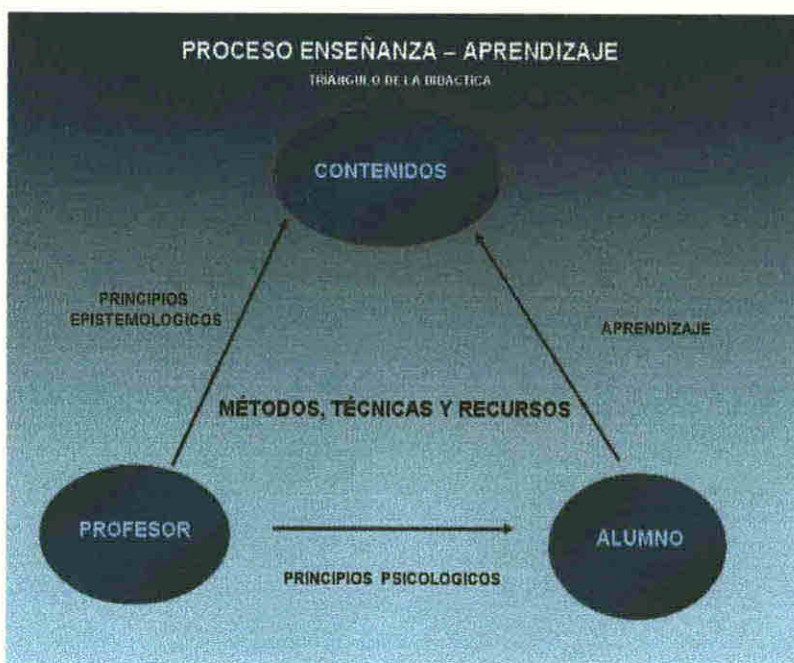 PROCESO ENSEÑANZA – APRENDIZAJE
TRIANGULO DE LA DIDACTICA
CONTENIDOS
PRINCIPIOS
EPISTEMOLOGICOS
APRENDIZAJE
MÉTODOS, TÉCNICAS Y RECURSOS
PROFESOR
ALUMNO
PRINCIPIOS PSICOLOGICOS